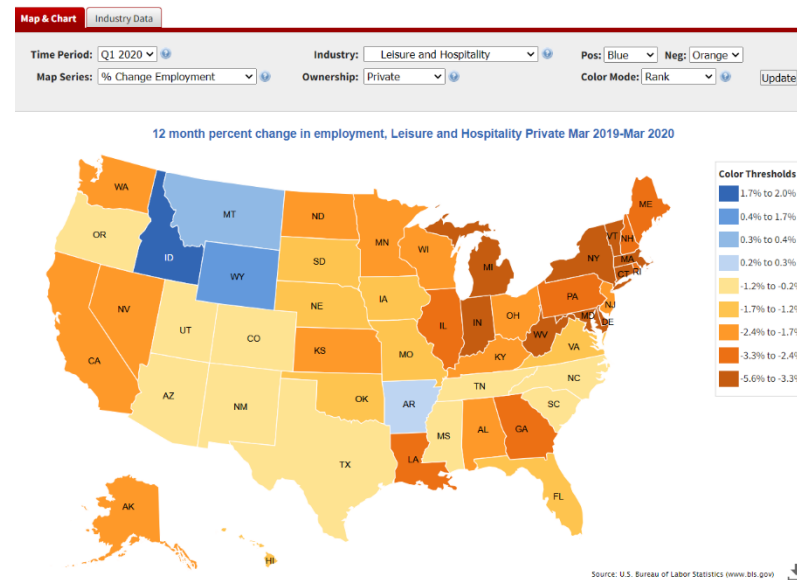 Map & Chart Industry Data
Time Period: Q1 2020 Industry: Leisure and Hospitality Pos: Blue Neg: Orange
Map Series: % Change Employment Ownership: Private Color Mode: Rank Update
12 month percent change in employment, Leisure and Hospitality Private Mar 2019-Mar 2020
Color Thresholds
1.7% to 2.0%
0.4% to 1.7%
0.3% to 0.4%
0.2% to 0.3%
-1.2% to -0.2%
-1.7% to -1.2%
-2.4% to -1.7%
-3.3% to -2.4%
-5.6% to -3.3%
WA
MT
ND
ME
OR
MN
VT NH
ID
SD
WI
NY
MA
MI
CT RI
WY
IA
PA
NE
NJ
NV
OH
UT
IL
IN
MD
DE
CO
WV
VA
KS
MO
KY
CA
NC
TN
AZ
OK
AR
SC
NM
MS
AL
GA
TX
LA
FL
AK
HI
Source: U.S. Bureau of Labor Statistics (www.bls.gov)